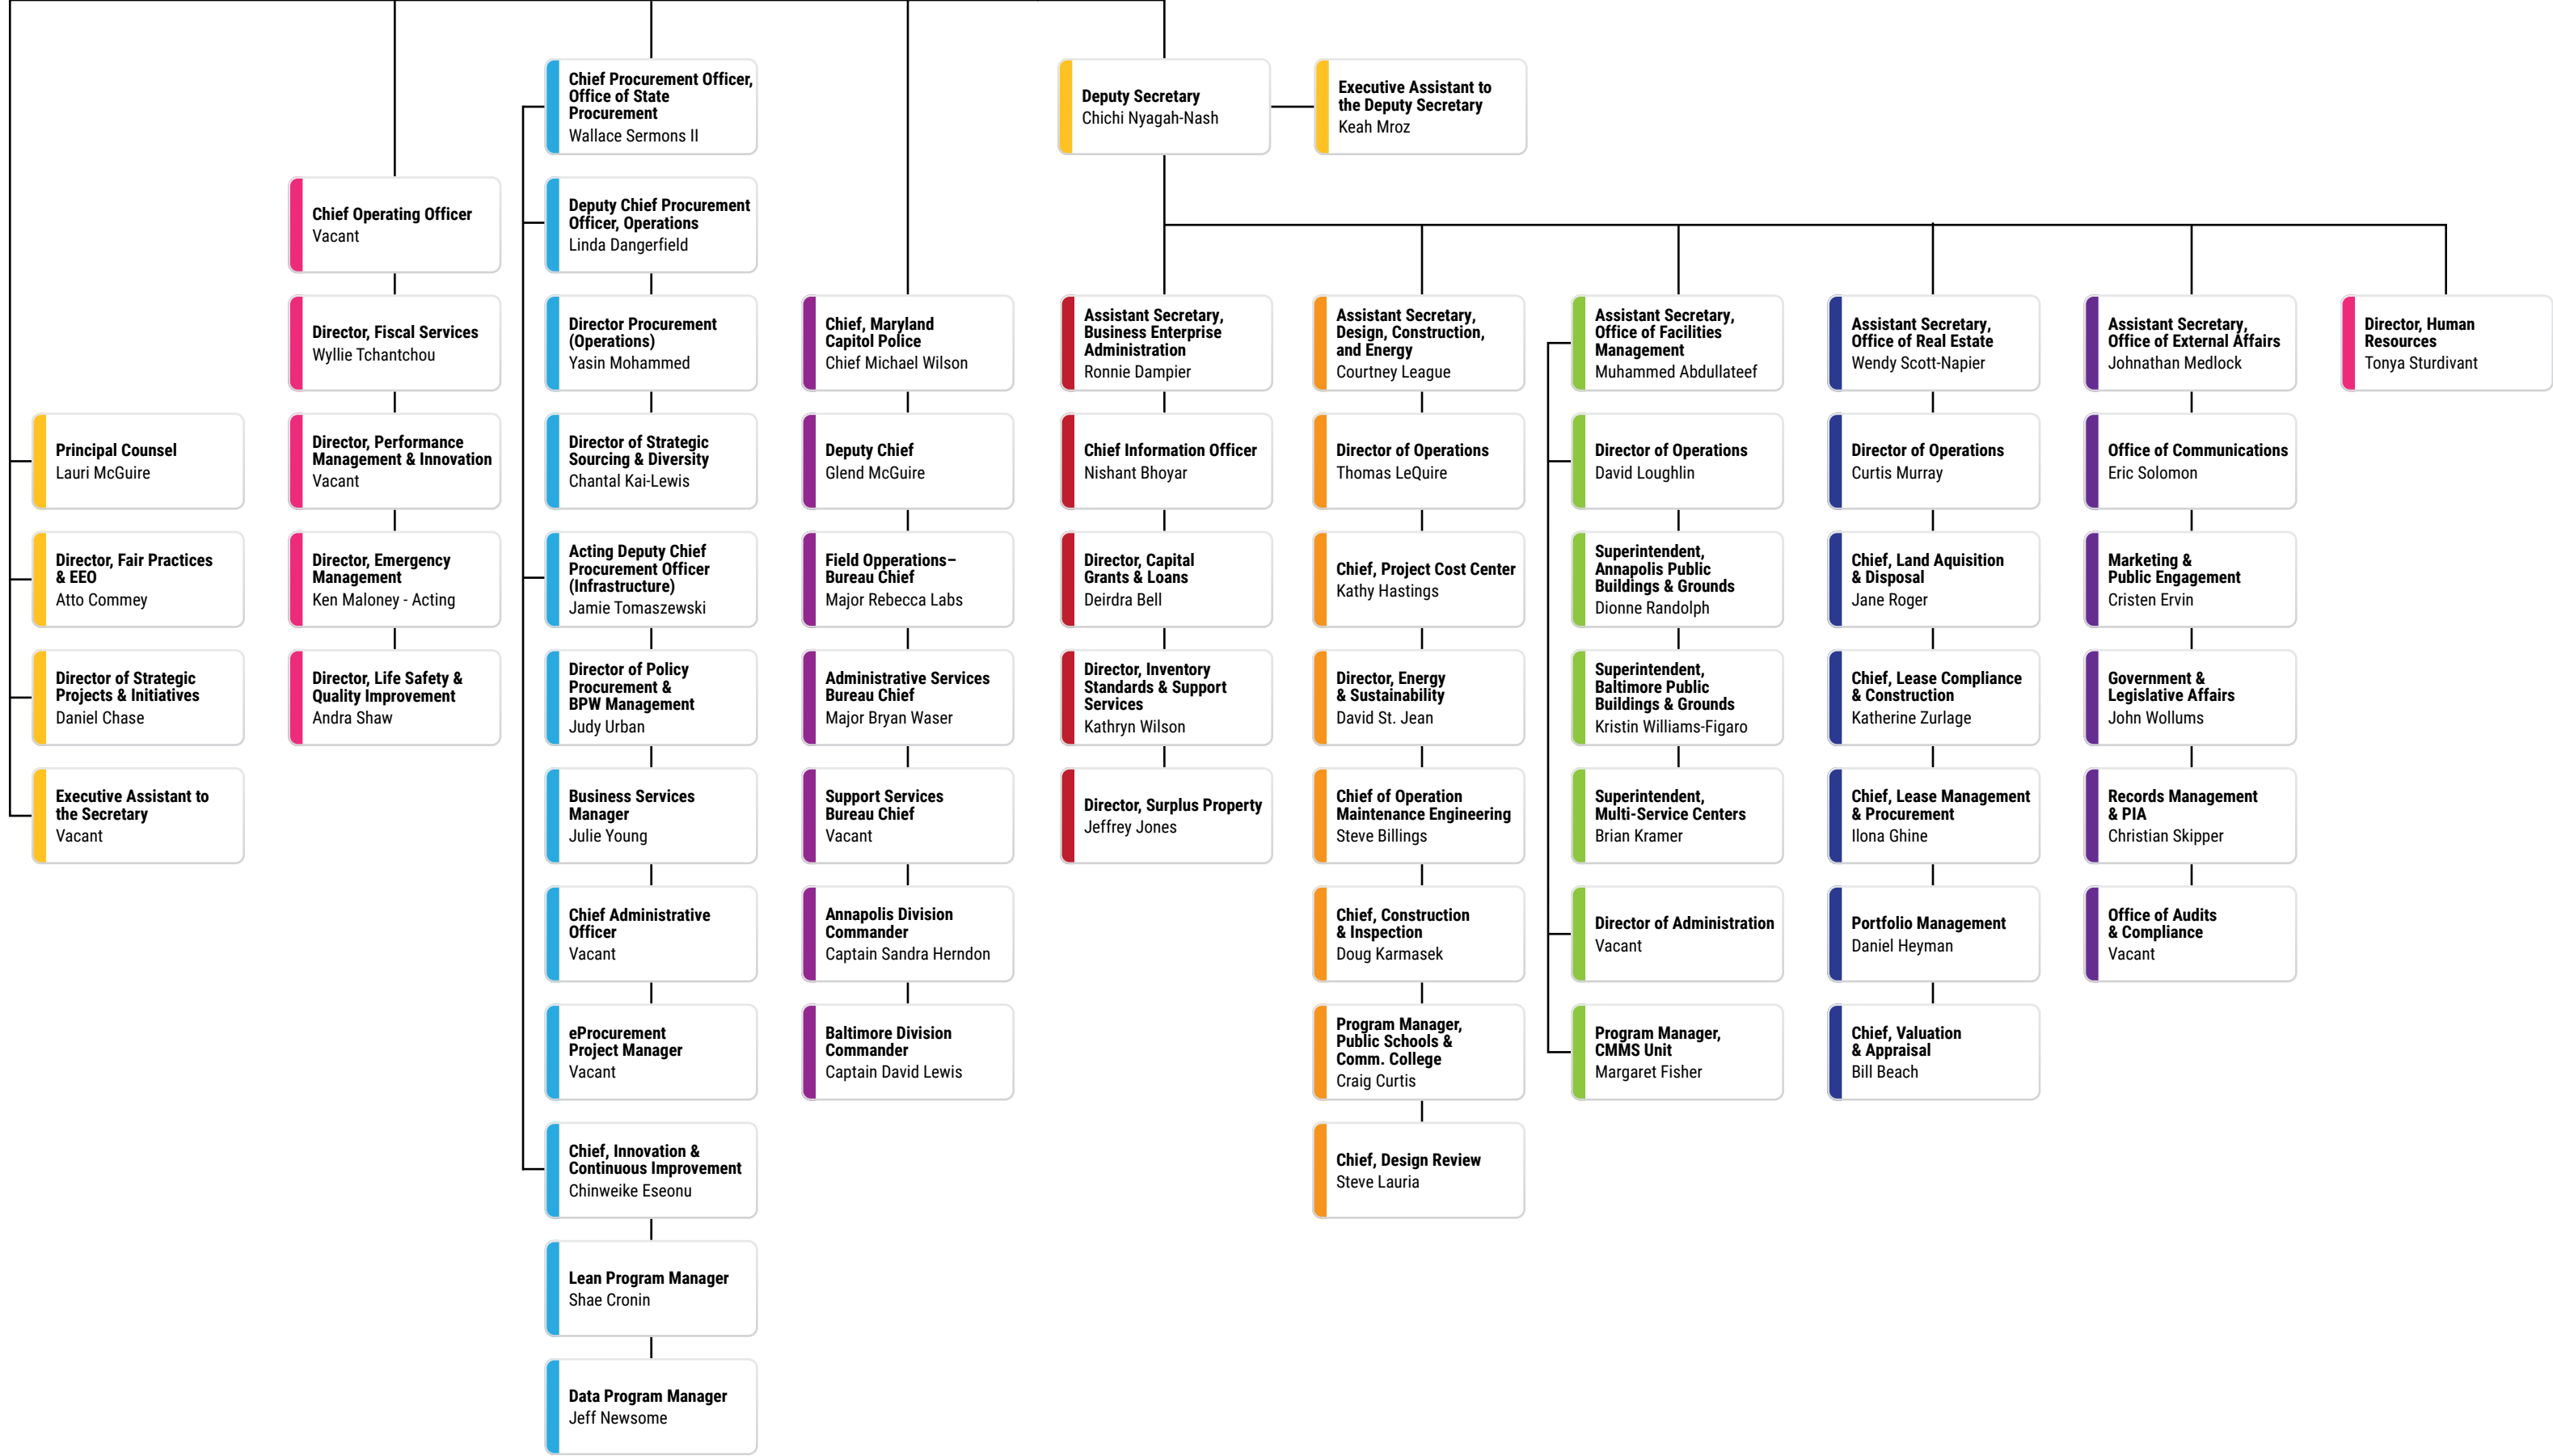 Chief Procurement Officer,
Office of State
Procurement
Wallace Sermons II
Deputy Secretary
Chichi Nyagah-Nash
Executive Assistant to
the Deputy Secretary
Keah Mroz
Principal Counsel
Lauri McGuire
Director, Fair Practices
& EEO
Atto Commey
Director of Strategic
Projects & Initiatives
Daniel Chase
Executive Assistant to
the Secretary
Vacant
Chief Operating Officer
Vacant
Director, Fiscal Services
Wyllie Tchantchou
Director, Performance
Management & Innovation
Vacant
Director, Emergency
Management
Ken Maloney - Acting
Director, Life Safety &
Quality Improvement
Andra Shaw
Deputy Chief Procurement
Officer, Operations
Linda Dangerfield
Director Procurement
(Operations)
Yasin Mohammed
Director of Strategic
Sourcing & Diversity
Chantal Kai-Lewis
Acting Deputy Chief
Procurement Officer
(Infrastructure)
Jamie Tomaszewski
Director of Policy
Procurement &
BPW Management
Judy Urban
Business Services
Manager
Julie Young
Chief Administrative
Officer
Vacant
eProcurement
Project Manager
Vacant
Chief, Innovation &
Continuous Improvement
Chinweike Eseonu
Lean Program Manager
Shae Cronin
Data Program Manager
Jeff Newsome
Chief, Maryland
Capitol Police
Chief Michael Wilson
Deputy Chief
Glend McGuire
Field Opperations–
Bureau Chief
Major Rebecca Labs
Administrative Services
Bureau Chief
Major Bryan Waser
Support Services
Bureau Chief
Vacant
Annapolis Division
Commander
Captain Sandra Herndon
Baltimore Division
Commander
Captain David Lewis
Assistant Secretary,
Business Enterprise
Administration
Ronnie Dampier
Chief Information Officer
Nishant Bhoyar
Director, Capital
Grants & Loans
Deirdra Bell
Director, Inventory
Standards & Support
Services
Kathryn Wilson
Director, Surplus Property
Jeffrey Jones
Assistant Secretary,
Design, Construction,
and Energy
Courtney League
Director of Operations
Thomas LeQuire
Chief, Project Cost Center
Kathy Hastings
Director, Energy
& Sustainability
David St. Jean
Chief of Operation
Maintenance Engineering
Steve Billings
Chief, Construction
& Inspection
Doug Karmasek
Program Manager,
Public Schools &
Comm. College
Craig Curtis
Chief, Design Review
Steve Lauria
Assistant Secretary,
Office of Facilities
Management
Muhammed Abdullateef
Director of Operations
David Loughlin
Superintendent,
Annapolis Public
Buildings & Grounds
Dionne Randolph
Superintendent,
Baltimore Public
Buildings & Grounds
Kristin Williams-Figaro
Superintendent,
Multi-Service Centers
Brian Kramer
Director of Administration
Vacant
Program Manager,
CMMS Unit
Margaret Fisher
Assistant Secretary,
Office of Real Estate
Wendy Scott-Napier
Director of Operations
Curtis Murray
Chief, Land Aquisition
& Disposal
Jane Roger
Chief, Lease Compliance
& Construction
Katherine Zurlage
Chief, Lease Management
& Procurement
Ilona Ghine
Portfolio Management
Daniel Heyman
Chief, Valuation
& Appraisal
Bill Beach
Assistant Secretary,
Office of External Affairs
Johnathan Medlock
Office of Communications
Eric Solomon
Marketing &
Public Engagement
Cristen Ervin
Government &
Legislative Affairs
John Wollums
Records Management
& PIA
Christian Skipper
Office of Audits
& Compliance
Vacant
Director, Human
Resources
Tonya Sturdivant